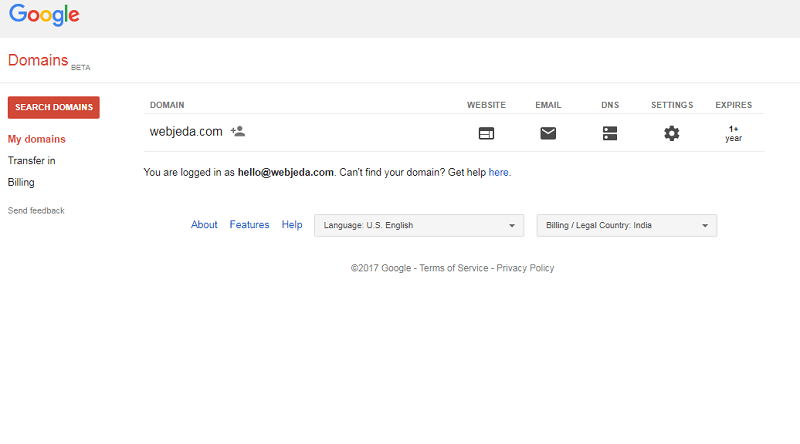 Google
Domains BETA
SEARCH DOMAINS
My domains
Transfer in
Billing
Send feedback
DOMAIN WEBSITE EMAIL DNS SETTINGS EXPIRES
webjeda.com 1+
year
You are logged in as hello@webjeda.com. Can't find your domain? Get help here.
About Features Help Language: U.S. English Billing / Legal Country: India
©2017 Google - Terms of Service - Privacy Policy